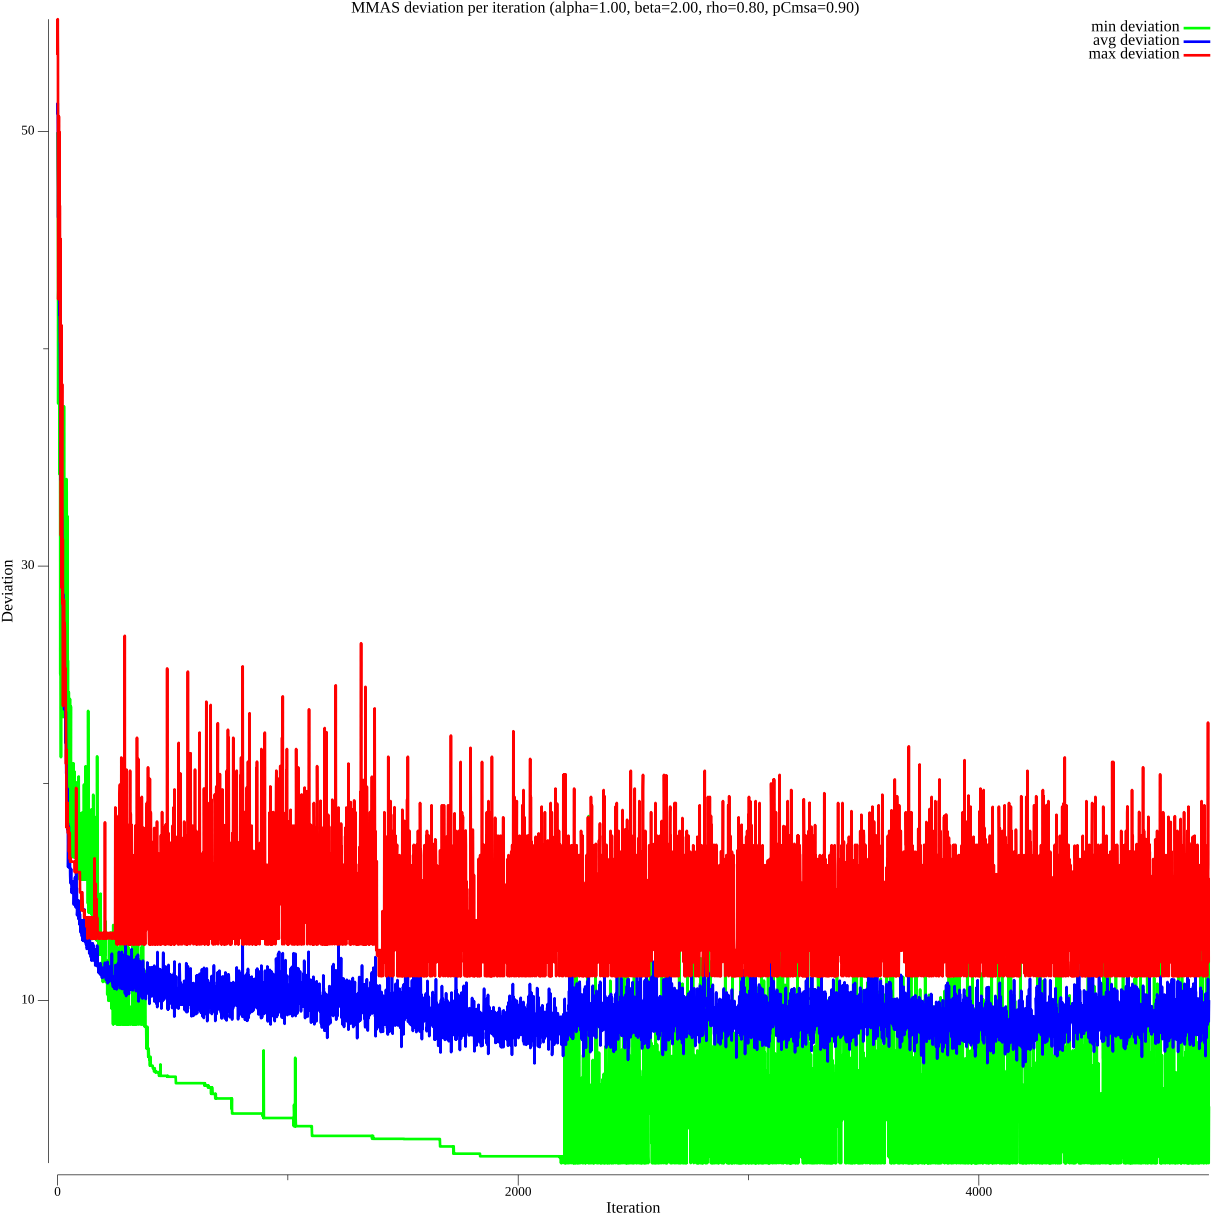 MMAS deviation per iteration (alpha=1.00, beta=2.00, rho=0.80, pCmsa=0.90)
min deviation
avg deviation
max deviation
50
30
10
Deviation
0
2000
4000
Iteration